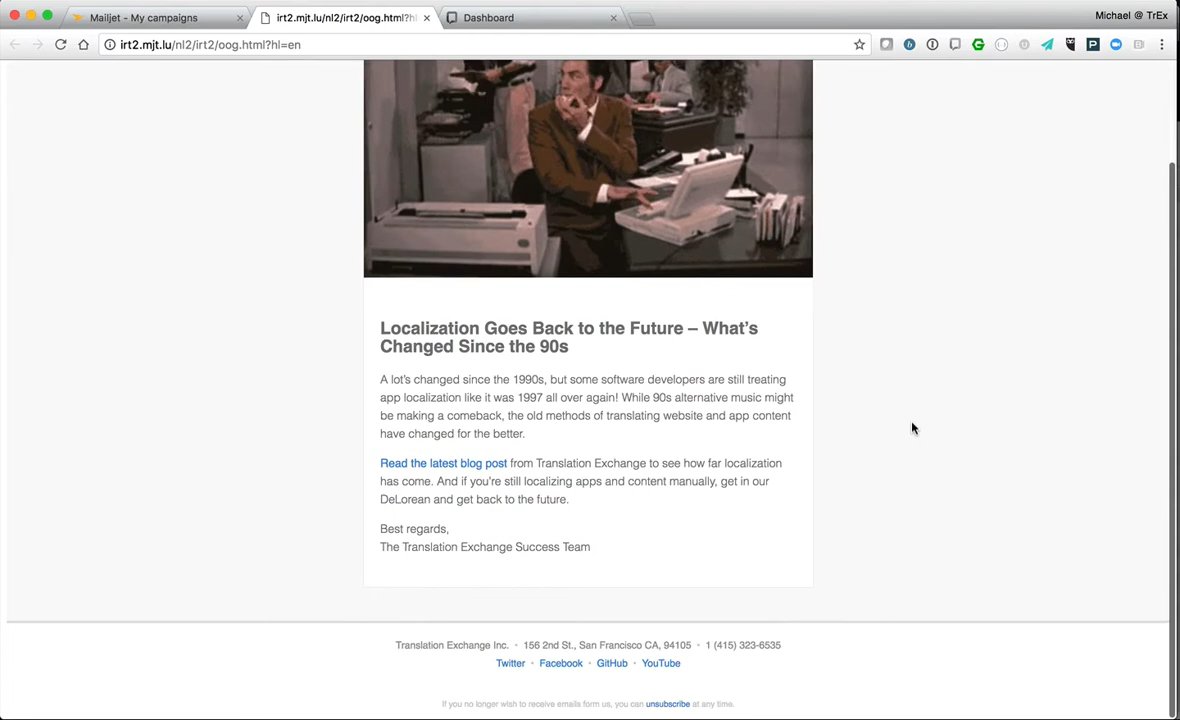 Mailjet - My campaigns
irt2.mjt.lu/nl2/irt2/oog.html?h
Dashboard
Michael @ TrEx
irt2.mjt.lu/nl2/irt2/oog.html?hl=en
Localization Goes Back to the Future – What’s
Changed Since the 90s
A lot’s changed since the 1990s, but some software developers are still treating
app localization like it was 1997 all over again! While 90s alternative music might
be making a comeback, the old methods of translating website and app content
have changed for the better.
Read the latest blog post from Translation Exchange to see how far localization
has come. And if you’re still localizing apps and content manually, get in our
DeLorean and get back to the future.
Best regards,
The Translation Exchange Success Team
Translation Exchange Inc. • 156 2nd St., San Francisco CA, 94105 • 1 (415) 323-6535
Twitter • Facebook • GitHub • YouTube
If you no longer wish to receive emails form us, you can unsubscribe at any time.